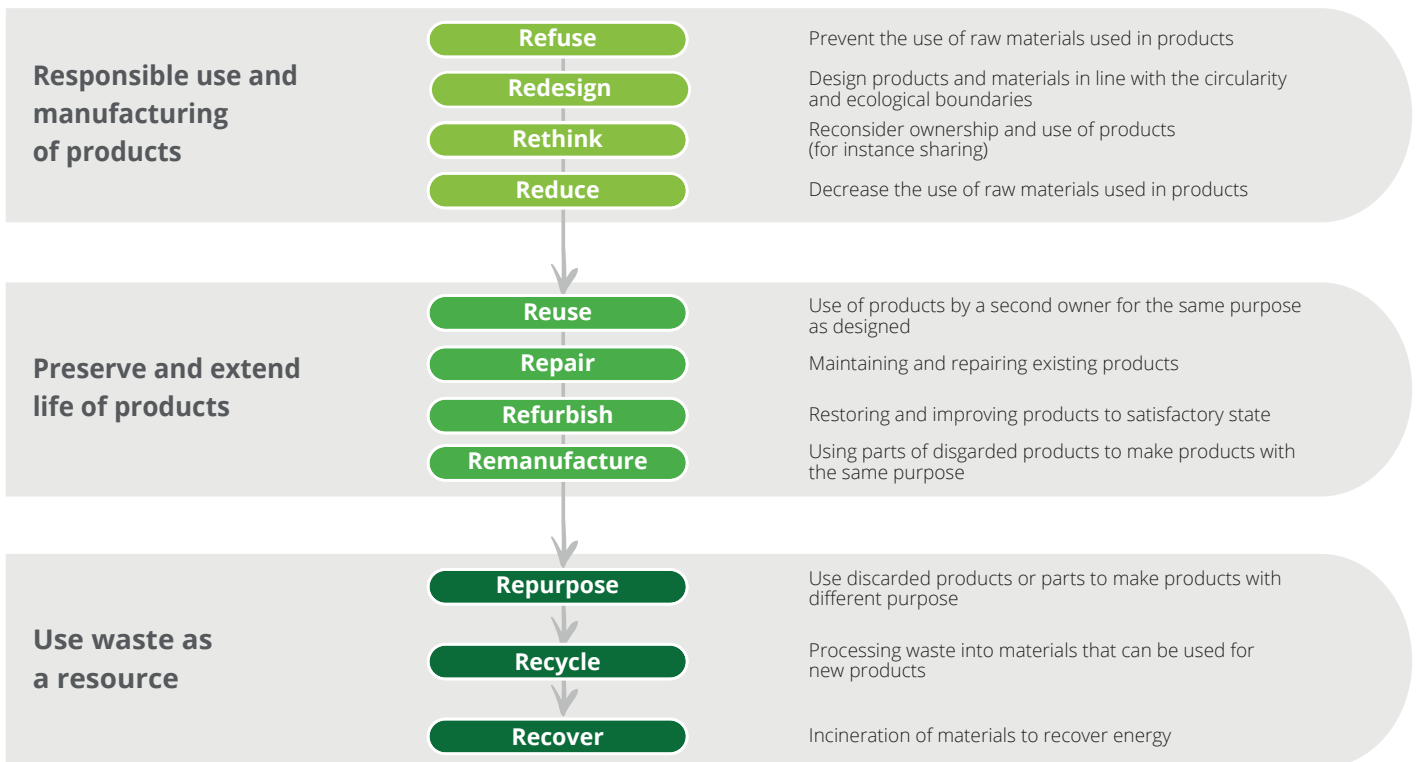 Responsible use and
manufacturing
of products
Refuse
Prevent the use of raw materials used in products
Redesign
Design products and materials in line with the circularity
and ecological boundaries
Rethink
Reconsider ownership and use of products
(for instance sharing)
Reduce
Decrease the use of raw materials used in products
Preserve and extend
life of products
Reuse
Use of products by a second owner for the same purpose
as designed
Repair
Maintaining and repairing existing products
Refurbish
Restoring and improving products to satisfactory state
Remanufacture
Using parts of disgarded products to make products with
the same purpose
Use waste as
a resource
Repurpose
Use discarded products or parts to make products with
different purpose
Recycle
Processing waste into materials that can be used for
new products
Recover
Incineration of materials to recover energy